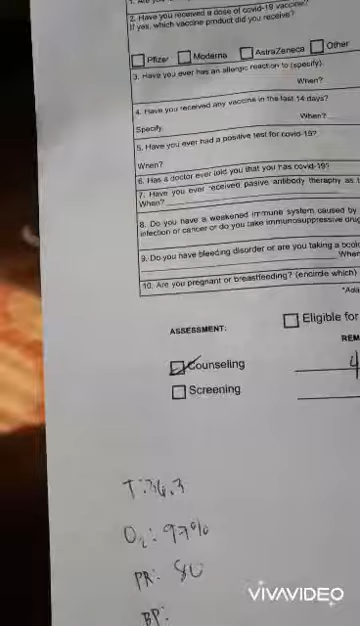 2. Have you received a dose of covid-19 vaccine?
If yes, which vaccine product did you receive?
Pfizer Moderna AstraZeneca Other
3. Have you ever has an allergic reaction to (specify)
When?
4. Have you received any vaccine in the last 14 days?
Specify When?
5. Have you ever had a positive test for covid-15?
When?
6. Has a doctor ever told you that you has covid-19?
7. Have you ever received pasive antibody theraphy as t
When?
8. Do you have a weakened immune system caused by
infection or cancer or do you take immunosuppressive drug
9. Do you have bleeding disorder or are you taking a
When
10. Are you pregnant or breastfeeding? (encircle which)
ASSESSMENT: Eligible for
REM
Counseling 4
Screening
T: 36.3
O2: 97%
PR: 80
BP:
VIVAVIDEO